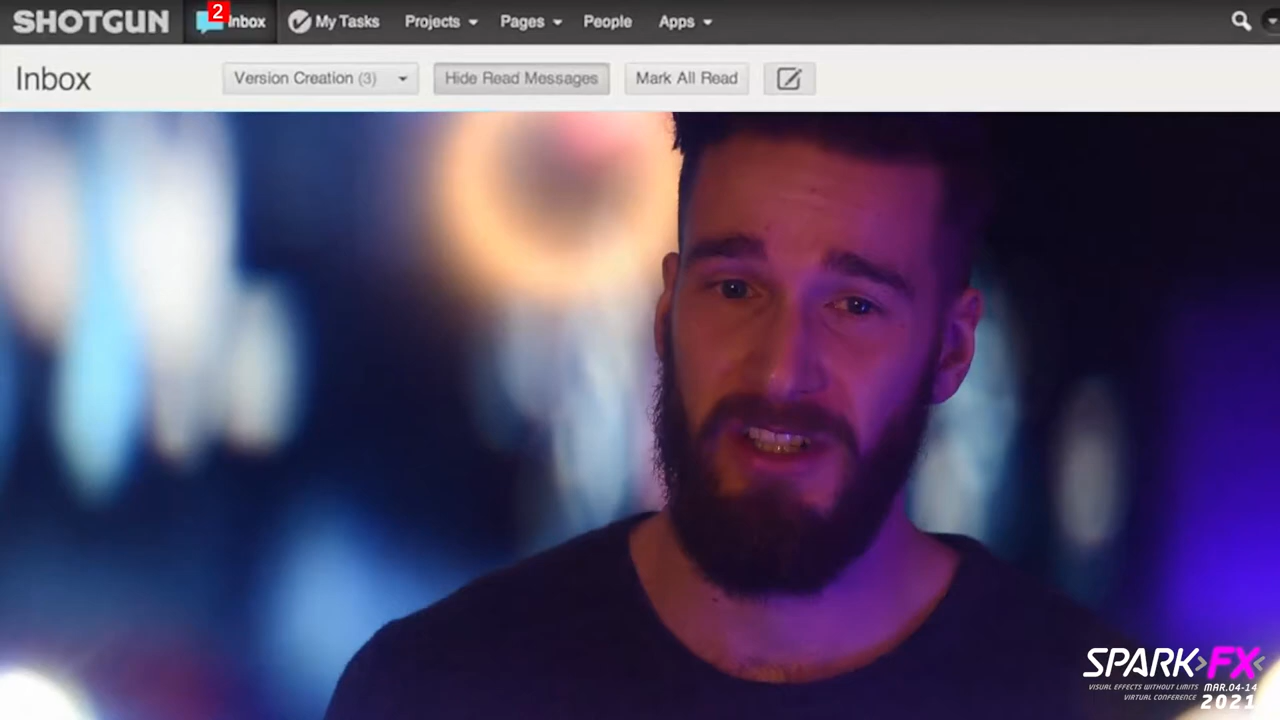 SHOTGUN 2 Inbox My Tasks Projects Pages People Apps
Inbox Version Creation (3) Hide Read Messages Mark All Read
SPARK>FX<
VISUAL EFFECTS WITHOUT LIMITS MAR.04-14
VIRTUAL CONFERENCE 2021